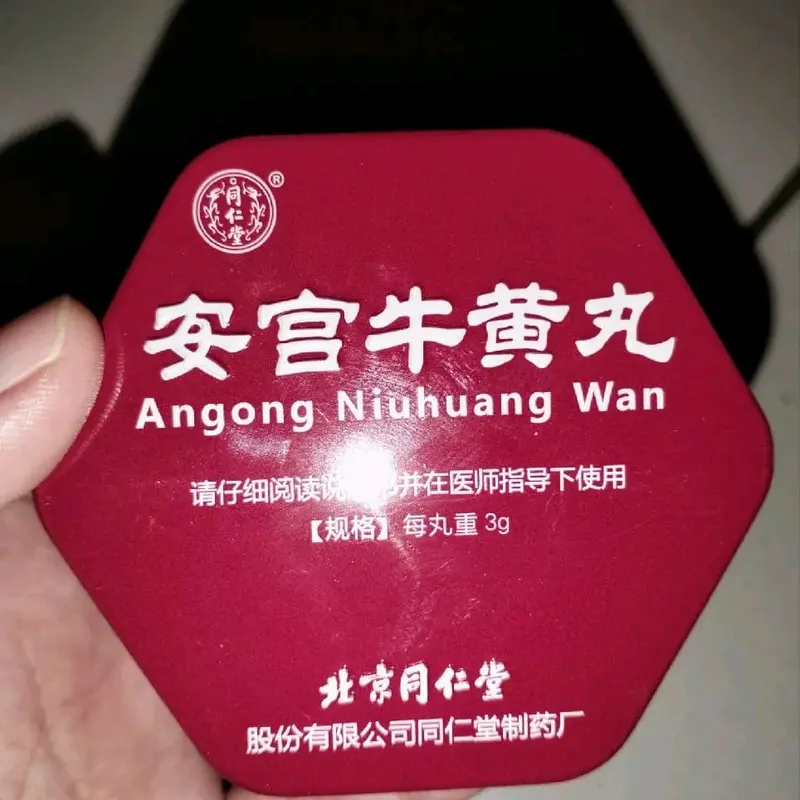 同仁堂
®
安宫牛黄丸
Angong Niuhuang Wan
请仔细阅读说 并在医师指导下使用
【规格】每丸重 3g
北京同仁堂
股份有限公司同仁堂制药厂